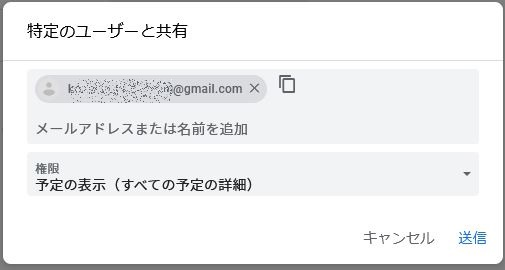 特定のユーザーと共有
@gmail.com
メールアドレスまたは名前を追加
権限
予定の表示（すべての予定の詳細）
キャンセル 送信